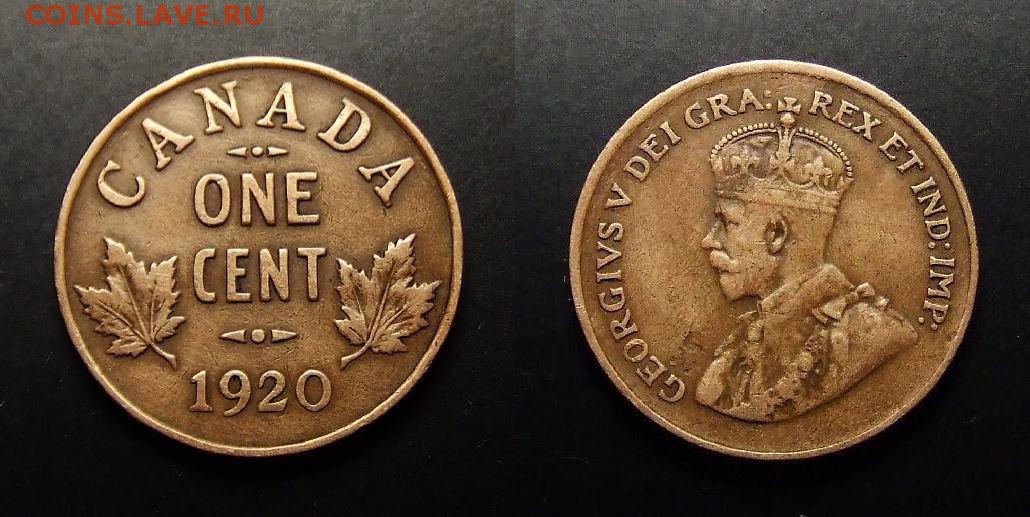 COINS.LAVE.RU
CANADA
ONE
CENT
1920
GEORGIVS V DEI GRA: REX ET IND: IMP: